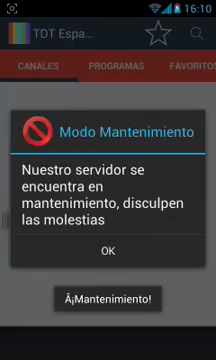 16:10
TDT Espa...
CANALES PROGRAMAS FAVORITOS
Modo Mantenimiento
Nuestro servidor se
encuentra en
mantenimiento, disculpen
las molestias
OK
Â¡Mantenimiento!